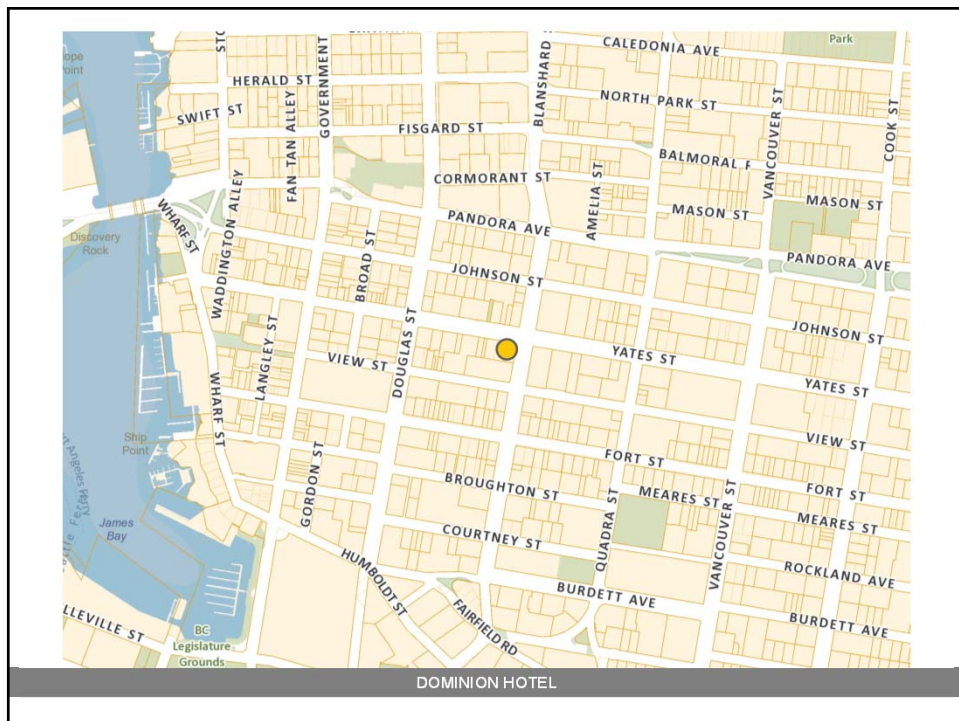 CALEDONIA AVE
Park
HERALD ST
NORTH PARK ST
SWIFT ST
FAN TAN ALLEY
GOVERNMENT
BLANSHARD
VANCOUVER ST
COOK ST
FISGARD ST
BALMORAL
CORMORANT ST
AMELIA ST
MASON ST
MASON ST
WHARF ST
WADDINGTON ALLEY
PANDORA AVE
PANDORA AVE
Discovery
Rock
BROAD ST
JOHNSON ST
JOHNSON ST
LANGLEY ST
DOUGLAS ST
VIEW ST
YATES ST
YATES ST
WHARF ST
VIEW ST
Ship
Point
GORDON ST
FORT ST
FORT ST
BROUGHTON ST
MEARES ST
MEARES ST
James
Bay
QUADRA ST
VANCOUVER ST
COURTNEY ST
HUMBOLDT ST
ROCKLAND AVE
BURDETT AVE
BURDETT AVE
FAIRFIELD RD
LLEVILLE ST
BC
Legislature
Grounds
DOMINION HOTEL